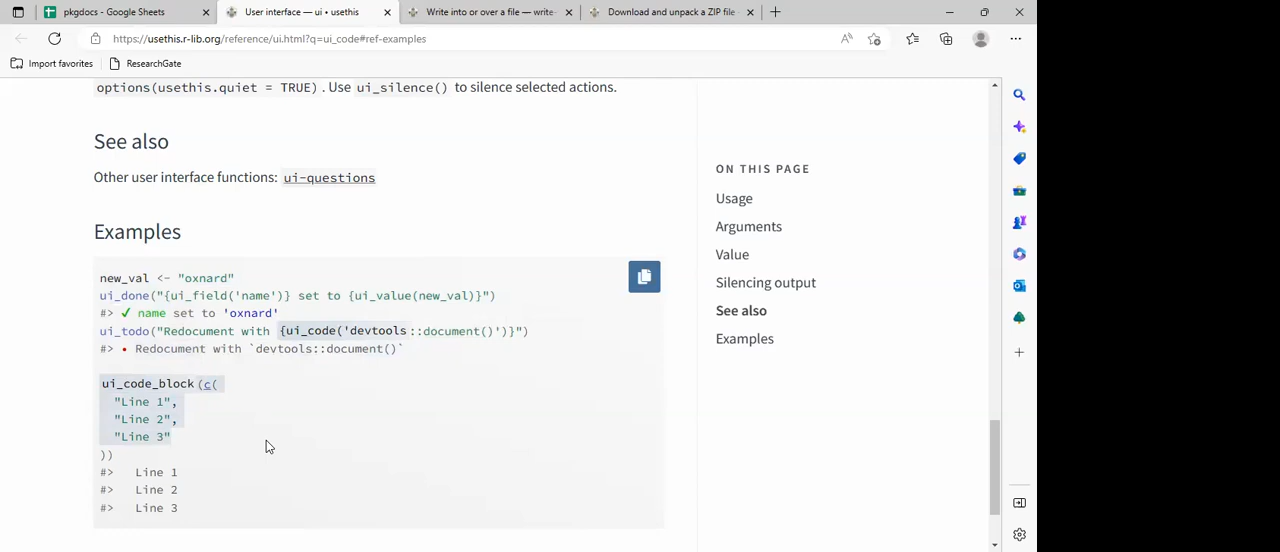 pkgdocs - Google Sheets
User interface — ui • usethis
Write into or over a file — write-
Download and unpack a ZIP file -
https://usethis.r-lib.org/reference/ui.html?q=ui_code#ref-examples
Import favorites
ResearchGate
options(usethis.quiet = TRUE) . Use ui_silence() to silence selected actions.
See also
Other user interface functions: ui-questions
Examples
new_val <- "oxnard"
ui_done("{ui_field('name')} set to {ui_value(new_val)}")
#> ✓ name set to 'oxnard'
ui_todo("Redocument with {ui_code('devtools::document()')}")
#> • Redocument with `devtools::document()`
ui_code_block(c(
"Line 1",
"Line 2",
"Line 3"
))
#> Line 1
#> Line 2
#> Line 3
ON THIS PAGE
Usage
Arguments
Value
Silencing output
See also
Examples